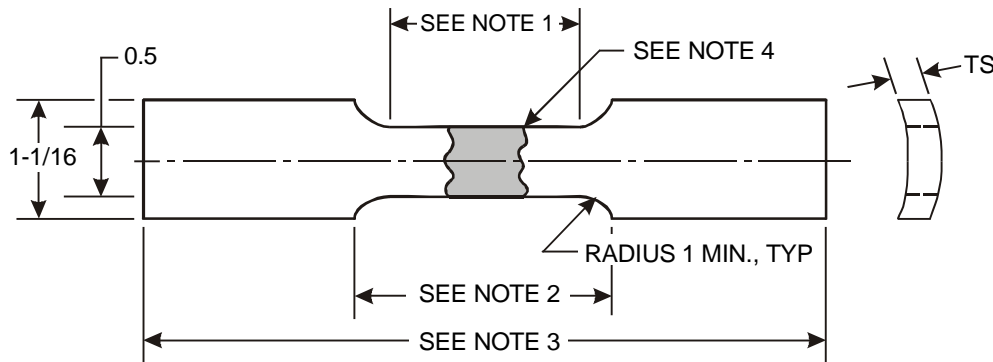 SEE NOTE 1
0.5
SEE NOTE 4
TS
1-1/16
RADIUS 1 MIN., TYP
SEE NOTE 2
SEE NOTE 3